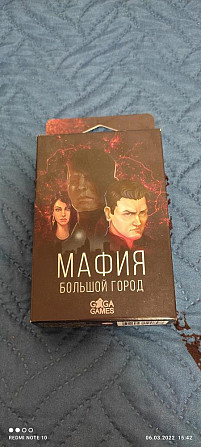 МАФИЯ
БОЛЬШОЙ ГОРОД
GAGA
GAMES
REDMI NOTE 10
06.03.2022 15:42